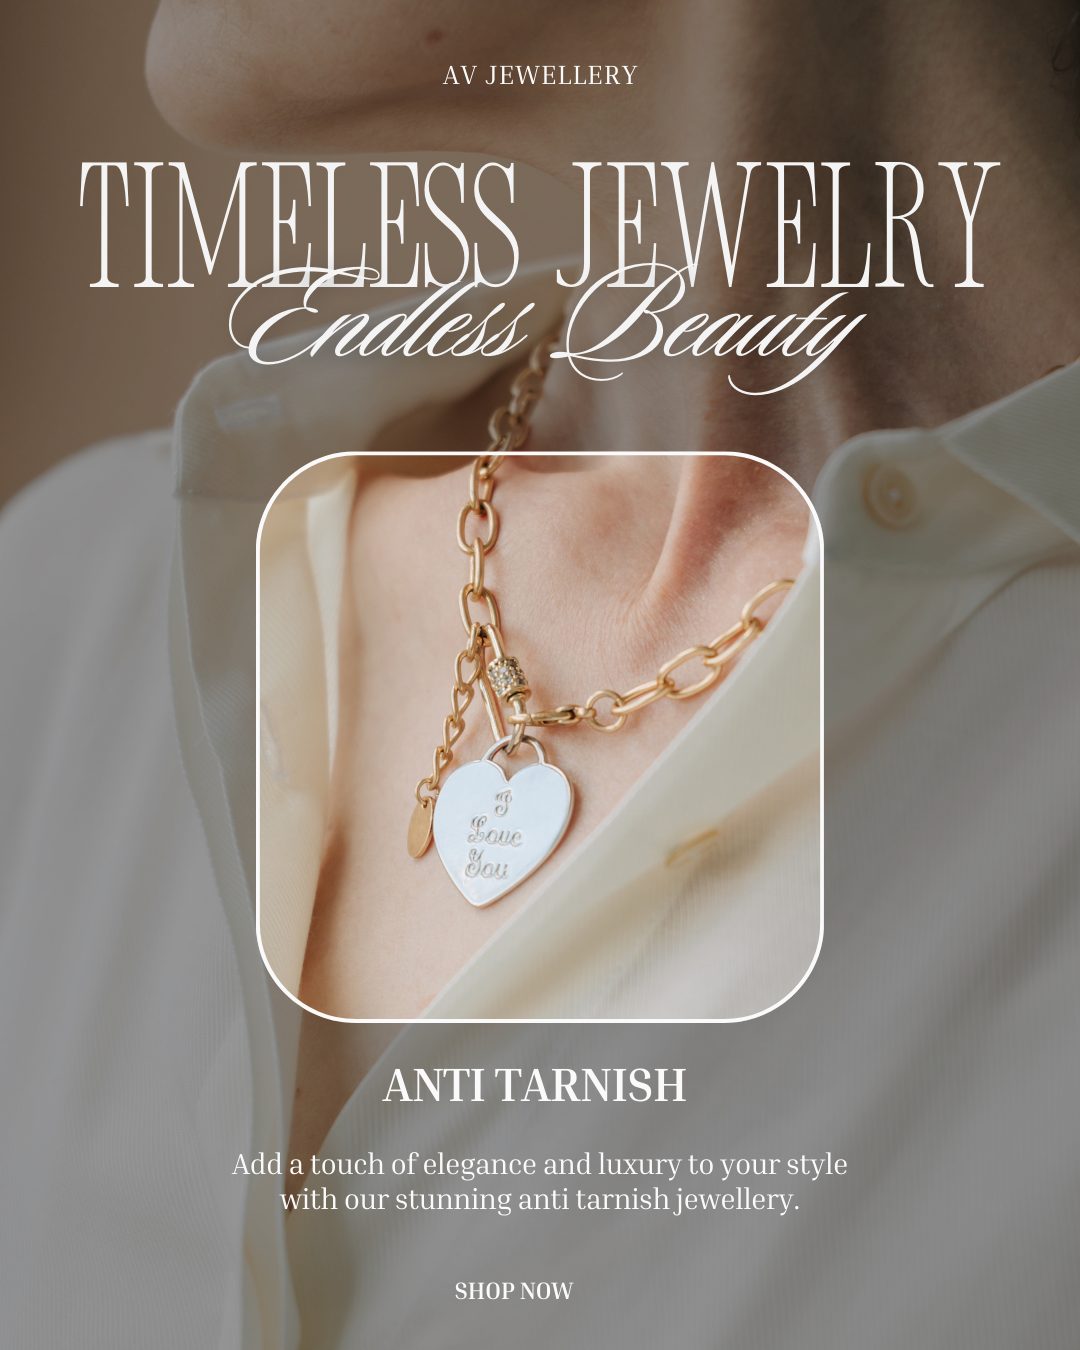 AV JEWELLERY
TIMELESS JEWELRY
Endless Beauty
I
Love
You
ANTI TARNISH
Add a touch of elegance and luxury to your style
with our stunning anti tarnish jewellery.
SHOP NOW